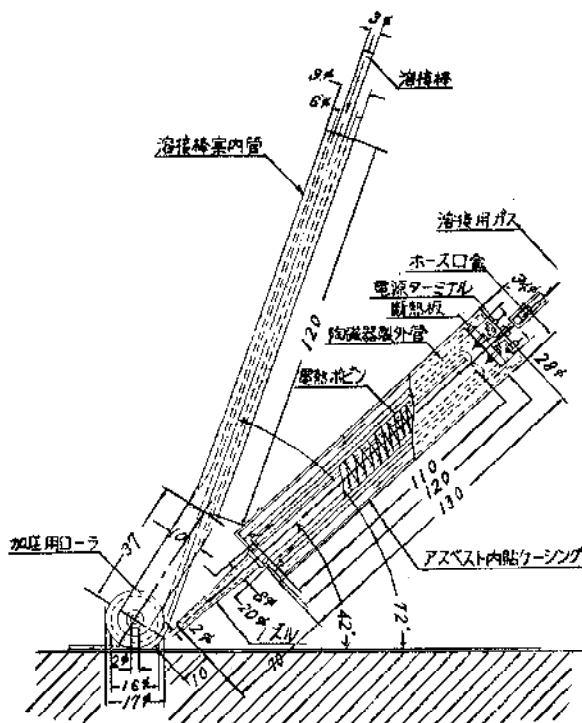 3φ
溶接棒
9φ
6φ
溶接棒案内管
溶接用ガス
ホース口金
電源ターミナル
断熱板
陶磁器製外管
28φ
電熱ボビン
120
110
120
130
加圧用ローラ
37
アスベスト内貼ケーシング
8φ
20φ
ノズル
42°
72°
2φ
10
16φ
17φ